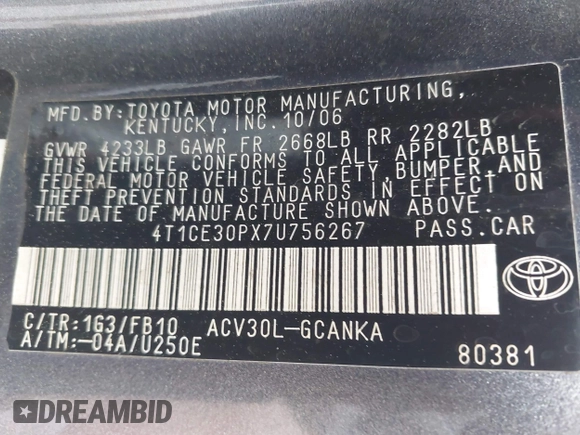 MFD.BY:TOYOTA MOTOR MANUFACTURING,
KENTUCKY, INC. 10/06
GVWR 4233LB GAWR FR 2668LB RR 2282LB
THIS VEHICLE CONFORMS TO ALL APPLICABLE
FEDERAL MOTOR VEHICLE SAFETY,BUMPER,AND
THEFT PREVENTION STANDARDS IN EFFECT ON
THE DATE OF MANUFACTURE SHOWN ABOVE.
4T1CE30PX7U756267 PASS.CAR
TOYOTA
C/TR:163/FB10 ACV30L-GCANKA
A/TM:-04A/U250E 80381
DREAMBID